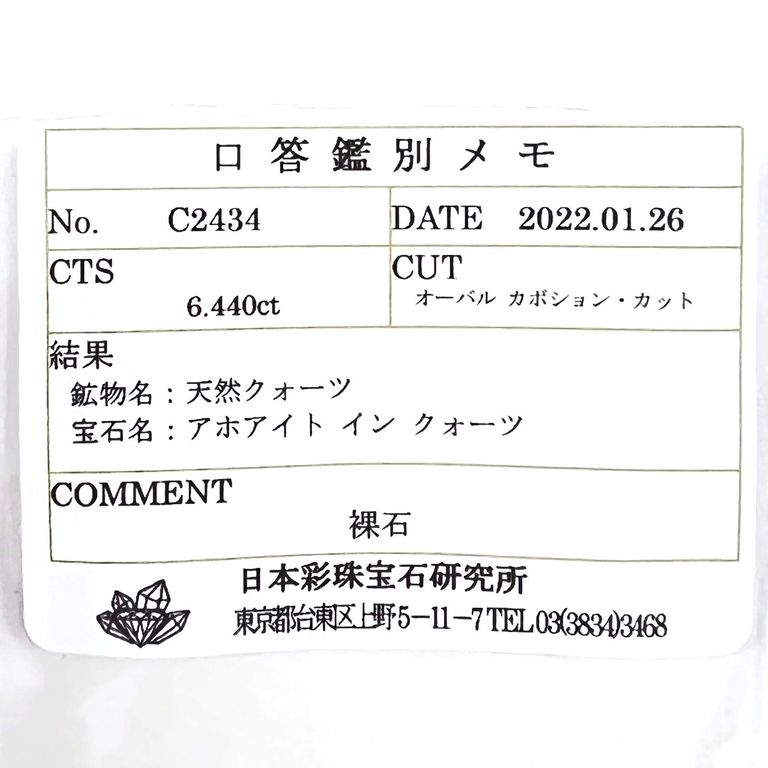 口答鑑別メモ
No. C2434
DATE 2022.01.26
CTS
6.440ct
CUT
オーバル カボション・カット
結果
鉱物名：天然クォーツ
宝石名：アホアイト イン クォーツ
COMMENT
裸石
日本彩珠宝石研究所
東京都台東区上野5-11-7 TEL 03(3834)3468